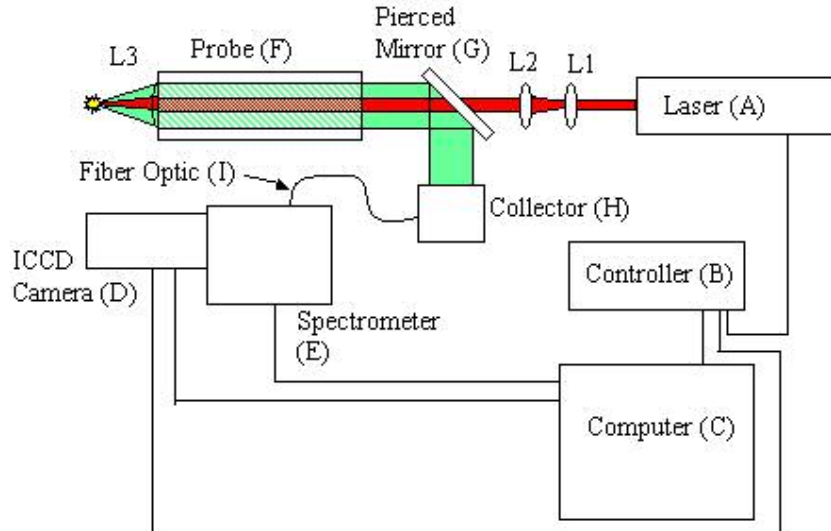 Pierced
Mirror (G)
L3
Probe (F)
L2
L1
Laser (A)
Fiber Optic (I)
Collector (H)
ICCD
Camera (D)
Controller (B)
Spectrometer
(E)
Computer (C)